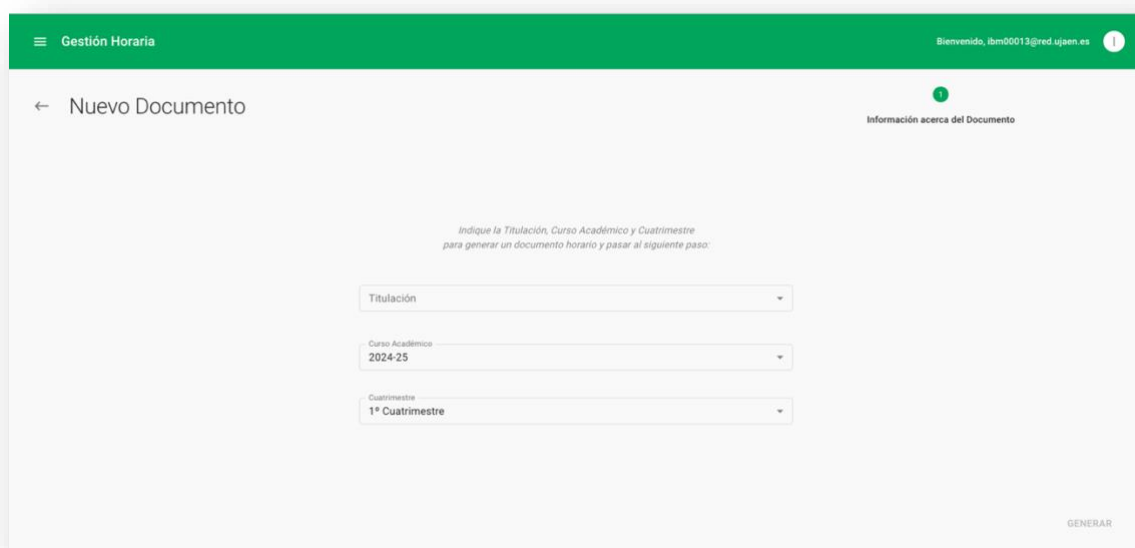 Gestión Horaria
Bienvenido, ibm00013@red.ujaen.es
I
Nuevo Documento
1
Información acerca del Documento
Indique la Titulación, Curso Académico y Cuatrimestre
para generar un documento horario y pasar al siguiente paso:
Titulación
Curso Académico
2024-25
Cuatrimestre
1º Cuatrimestre
GENERAR